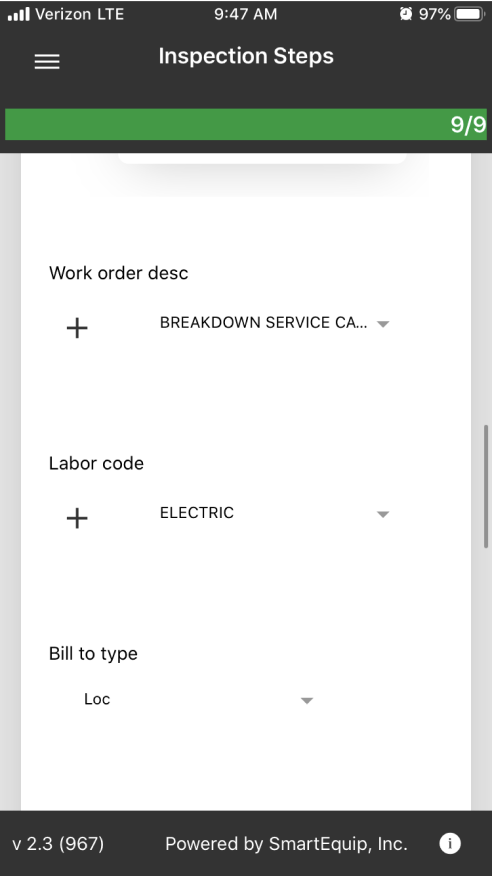 Verizon LTE 9:47 AM 97%
Inspection Steps
9/9
Work order desc
+ BREAKDOWN SERVICE CA...
Labor code
+ ELECTRIC
Bill to type
Loc
v 2.3 (967) Powered by SmartEquip, Inc. i